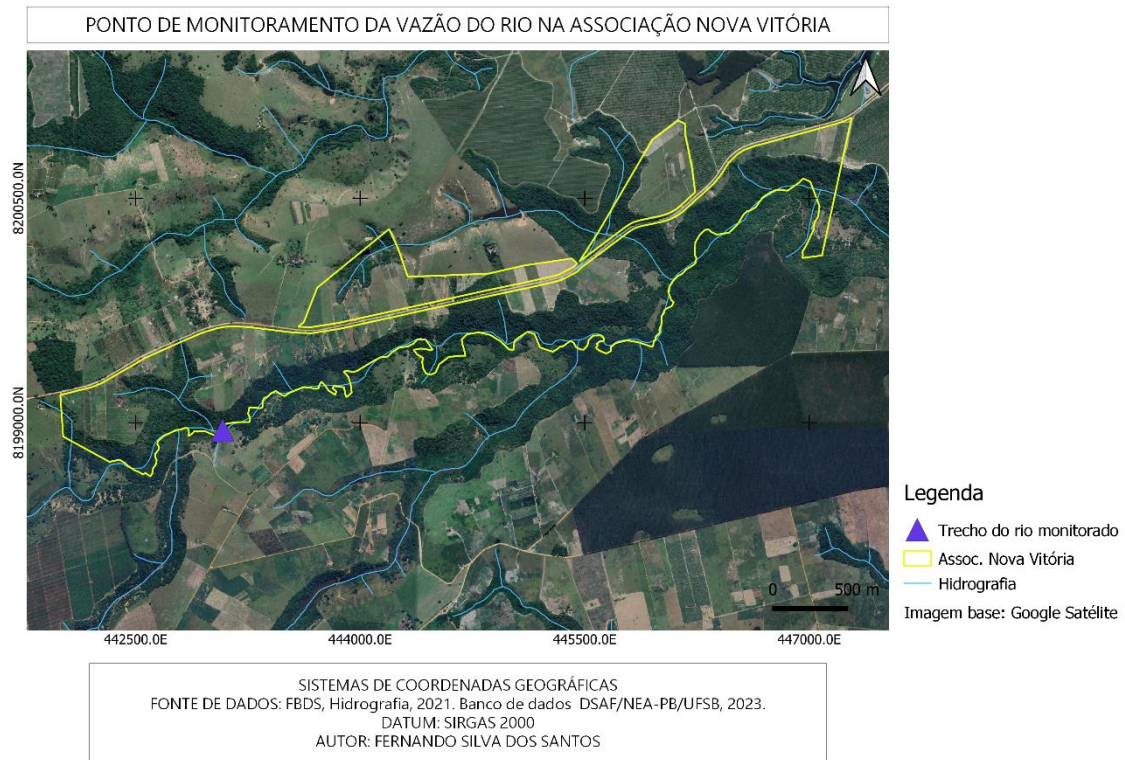 PONTO DE MONITORAMENTO DA VAZÃO DO RIO NA ASSOCIAÇÃO NOVA VITÓRIA
8200500.0N
8199000.0N
442500.0E
444000.0E
445500.0E
447000.0E
0
500 m
Legenda
Trecho do rio monitorado
Assoc. Nova Vitória
Hidrografia
Imagem base: Google Satélite
SISTEMAS DE COORDENADAS GEOGRÁFICAS
FONTE DE DADOS: FBDS, Hidrografia, 2021. Banco de dados DSAF/NEA-PB/UFSB, 2023.
DATUM: SIRGAS 2000
AUTOR: FERNANDO SILVA DOS SANTOS